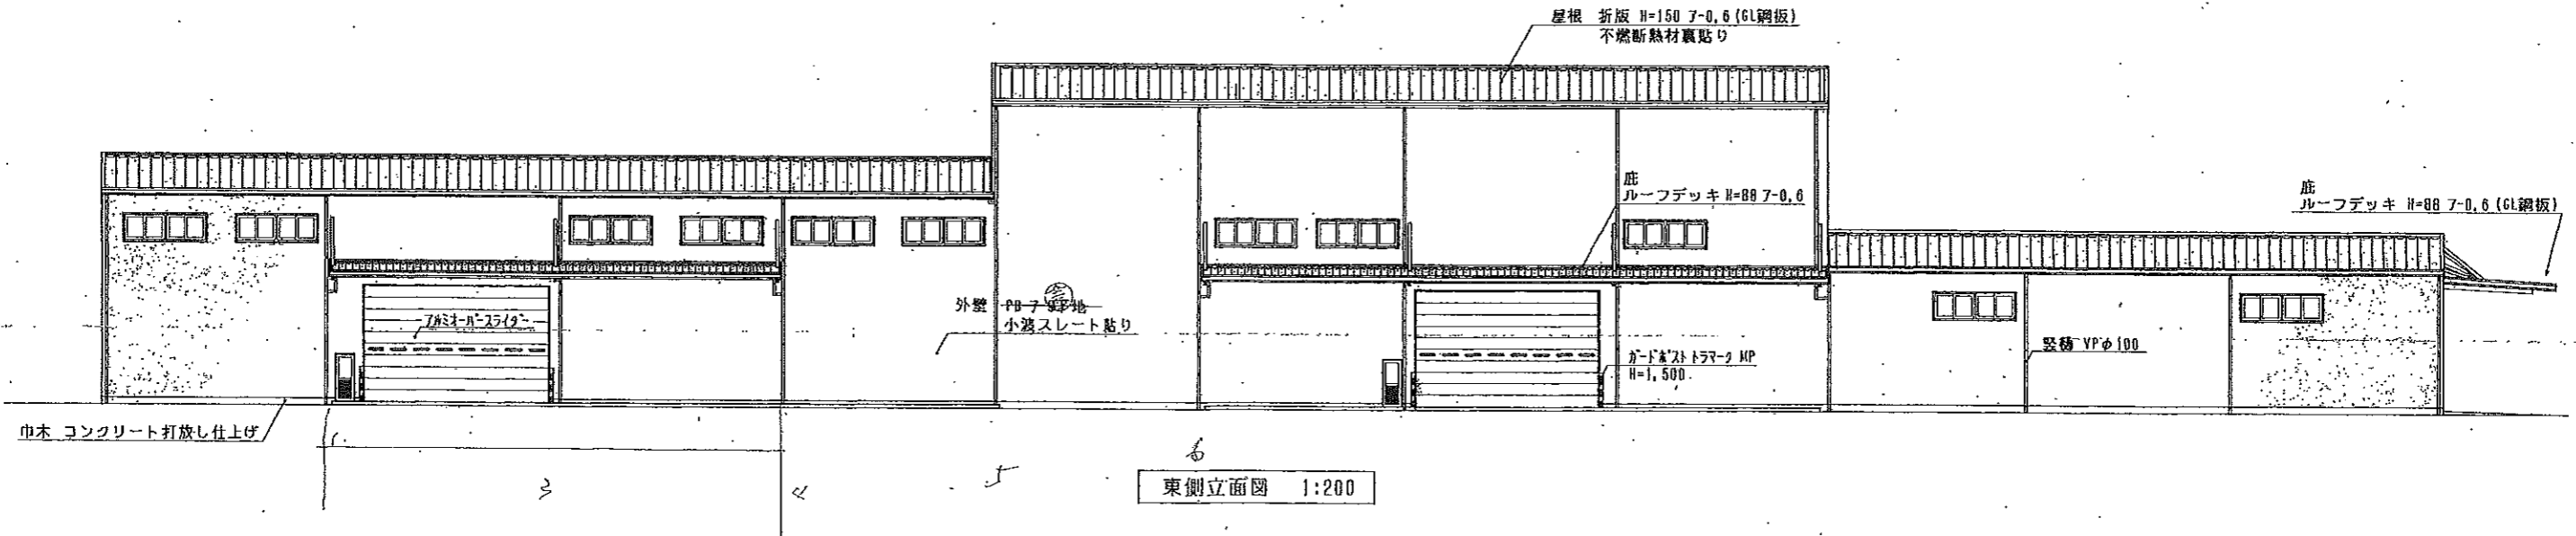 屋根 折版 H=150 ア-0.6(GL鋼板)
不燃断熱材裏貼り
庇
ルーフデッキ H=88 ア-0.6
庇
ルーフデッキ H=88 ア-0.6(GL鋼板)
外壁
小波スレート貼り
アルミオーバースライダー
ガードポスト トラマーク MP
H=1,500
竪樋 VPφ100
巾木 コンクリート打放し仕上げ
3
4
5
6
東側立面図 1:200